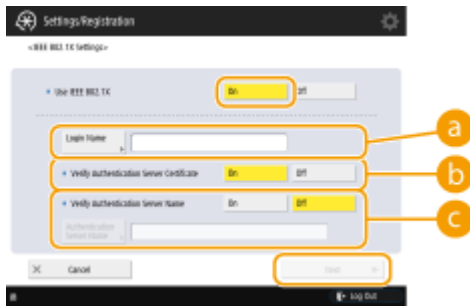 Settings/Registration
<IEEE 802.1X Settings>
Use IEEE 802.1X
On
Off
a
Login Name
b
Verify Authentication Server Certificate
On
Off
Verify Authentication Server Name
On
Off
c
Authentication
Server Name
Cancel
Next
Log Out